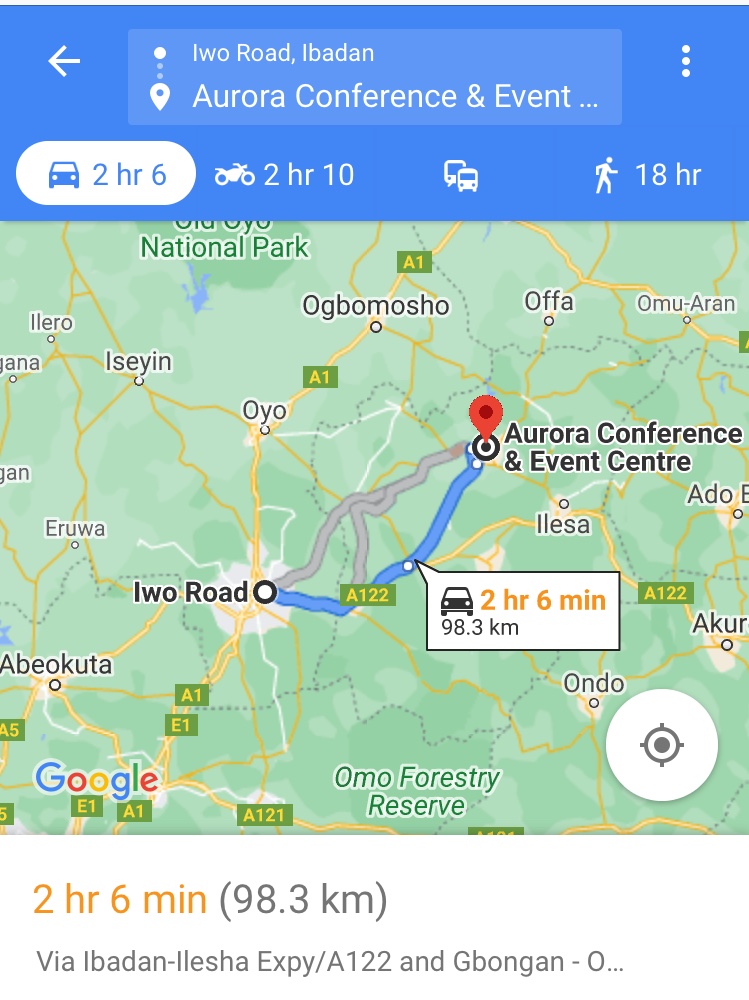 Iwo Road, Ibadan
Aurora Conference & Event ...
2 hr 6
2 hr 10
18 hr
Old Oyo
National Park
A1
Ogbomosho
Offa
Omu-Aran
Ilero
gana
Iseyin
A1
Oyo
Aurora Conference
& Event Centre
gan
Ado E
Ilesa
Eruwa
Iwo Road
A122
2 hr 6 min
98.3 km
A122
Akur
Abeokuta
Ondo
A1
E1
A5
Google
Omo Forestry
Reserve
E1
A1
A121
2 hr 6 min (98.3 km)
Via Ibadan-Ilesha Expy/A122 and Gbongan - O...